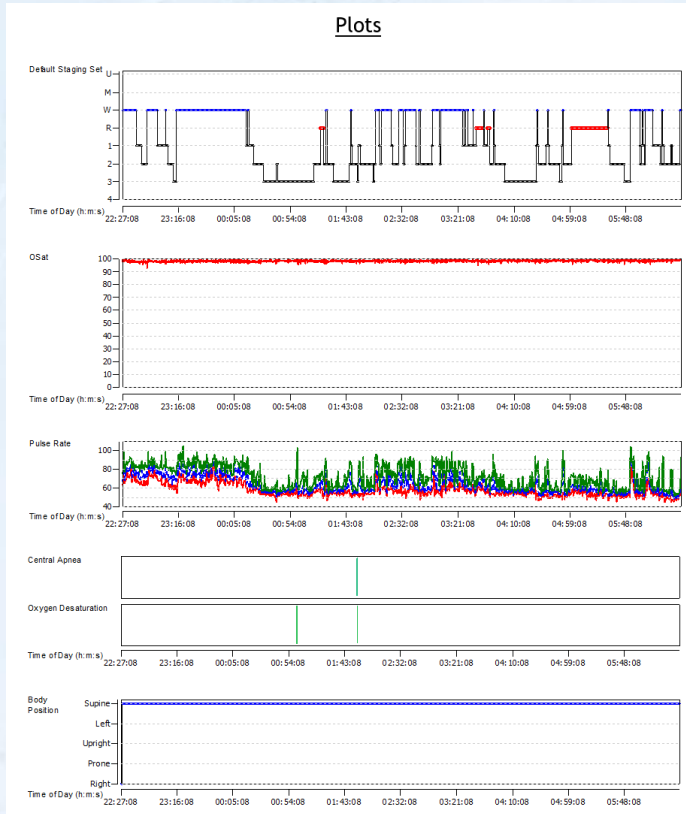 Plots
Default Staging Set
U
M
W
R
1
2
3
4
Time of Day (h:m:s)
22:27:08 23:16:08 00:05:08 00:54:08 01:43:08 02:32:08 03:21:08 04:10:08 04:59:08 05:48:08
OSat
100
90
80
70
60
50
40
30
20
10
0
Time of Day (h:m:s)
22:27:08 23:16:08 00:05:08 00:54:08 01:43:08 02:32:08 03:21:08 04:10:08 04:59:08 05:48:08
Pulse Rate
100
80
60
40
Time of Day (h:m:s)
22:27:08 23:16:08 00:05:08 00:54:08 01:43:08 02:32:08 03:21:08 04:10:08 04:59:08 05:48:08
Central Apnea
Oxygen Desaturation
Time of Day (h:m:s)
22:27:08 23:16:08 00:05:08 00:54:08 01:43:08 02:32:08 03:21:08 04:10:08 04:59:08 05:48:08
Body
Position
Supine
Left
Upright
Prone
Right
Time of Day (h:m:s)
22:27:08 23:16:08 00:05:08 00:54:08 01:43:08 02:32:08 03:21:08 04:10:08 04:59:08 05:48:08